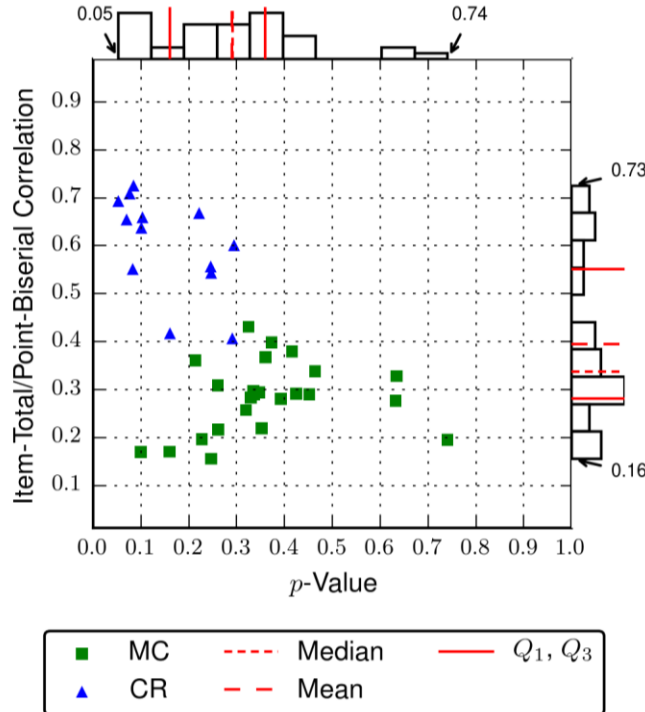 0.05
0.74
Item-Total/Point-Biserial Correlation
0.9
0.8
0.7
0.6
0.5
0.4
0.3
0.2
0.1
0.73
0.16
0.0 0.1 0.2 0.3 0.4 0.5 0.6 0.7 0.8 0.9 1.0
p-Value
MC Median Q1, Q3
CR Mean